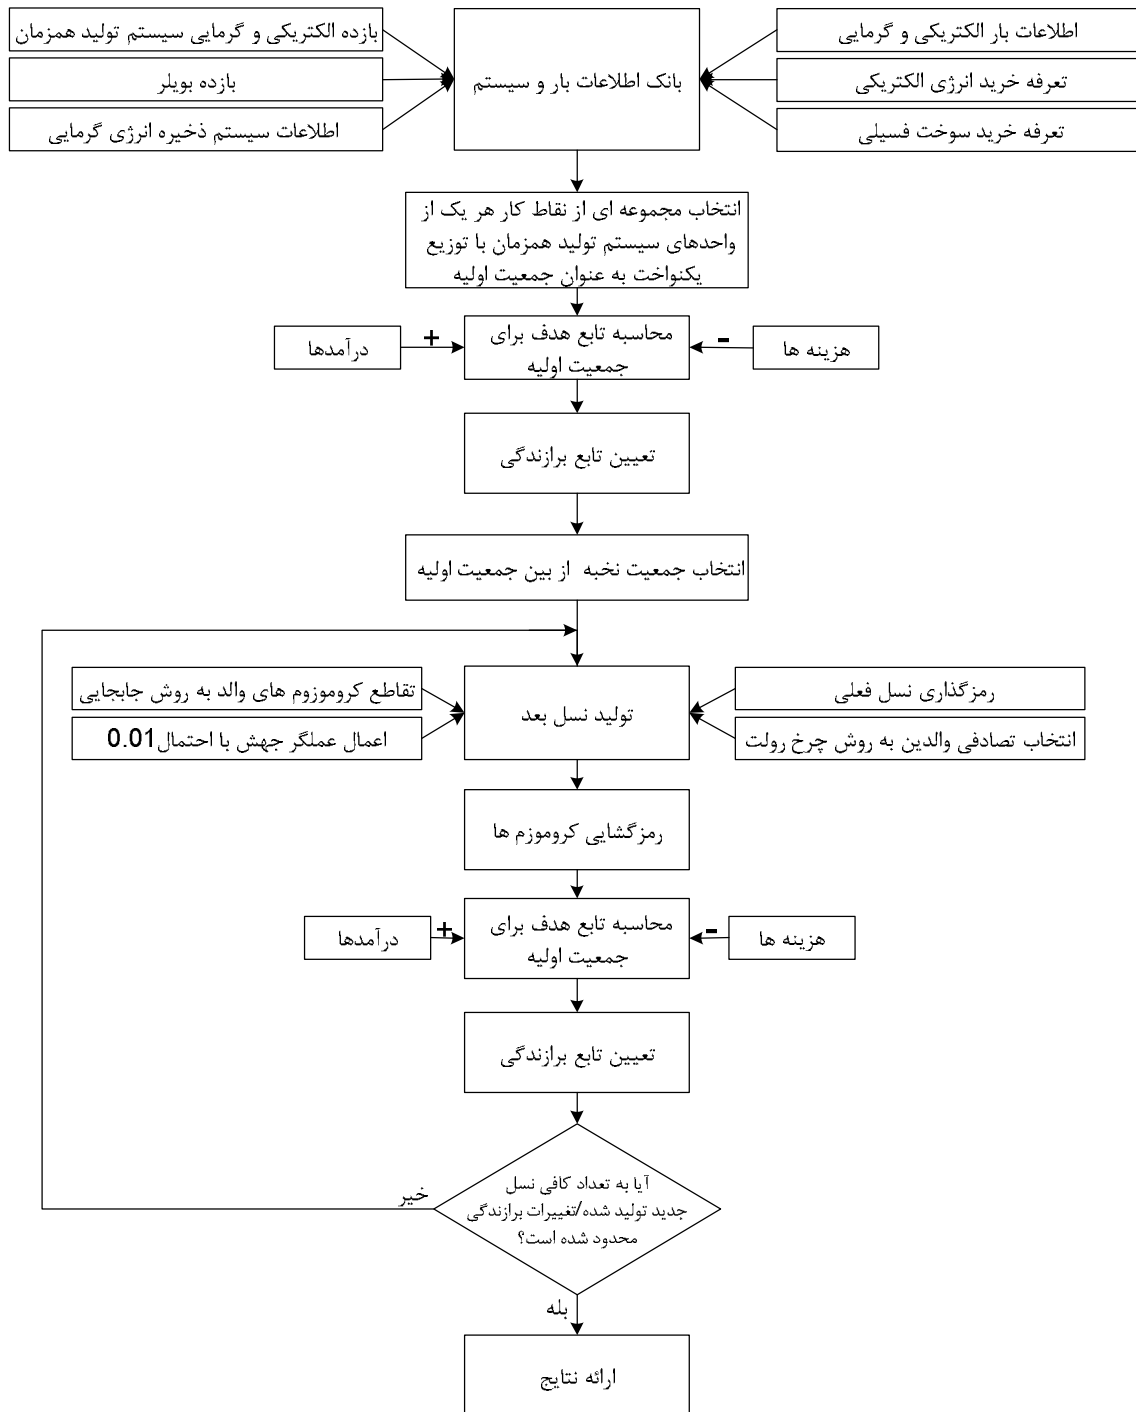 اطلاعات بار الکتریکی و گرمایی
تعرفه خرید انرژی الکتریکی
تعرفه خرید سوخت فسیلی
بانک اطلاعات بار و سیستم
بازده الکتریکی و گرمایی سیستم تولید همزمان
بازده بویلر
اطلاعات سیستم ذخیره انرژی گرمایی
انتخاب مجموعه ای از نقاط کار هر یک از
واحدهای سیستم تولید همزمان با توزیع
یکنواخت به عنوان جمعیت اولیه
هزینه ها
-
محاسبه تابع هدف برای
جمعیت اولیه
+
درآمدها
تعیین تابع برازندگی
انتخاب جمعیت نخبه از بین جمعیت اولیه
رمزگذاری نسل فعلی
انتخاب تصادفی والدین به روش چرخ رولت
تولید نسل بعد
تقاطع کروموزوم های والد به روش جابجایی
اعمال عملگر جهش با احتمال0.01
رمزگشایی کروموزم ها
هزینه ها
-
محاسبه تابع هدف برای
جمعیت اولیه
+
درآمدها
تعیین تابع برازندگی
آیا به تعداد کافی نسل
جدید تولید شده/تغییرات برازندگی
محدود شده است؟
خیر
بله
ارائه نتایج